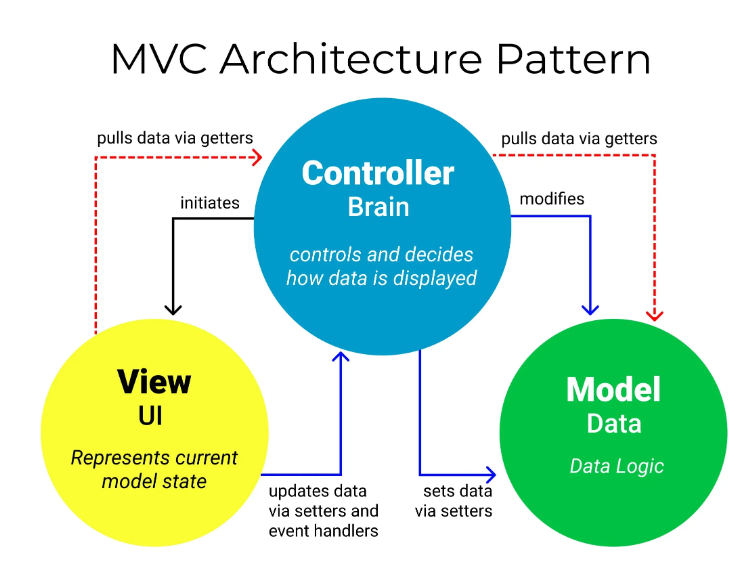 MVC Architecture Pattern
pulls data via getters
pulls data via getters
Controller
Brain
controls and decides
how data is displayed
initiates
modifies
View
UI
Represents current
model state
Model
Data
Data Logic
updates data
via setters and
event handlers
sets data
via setters